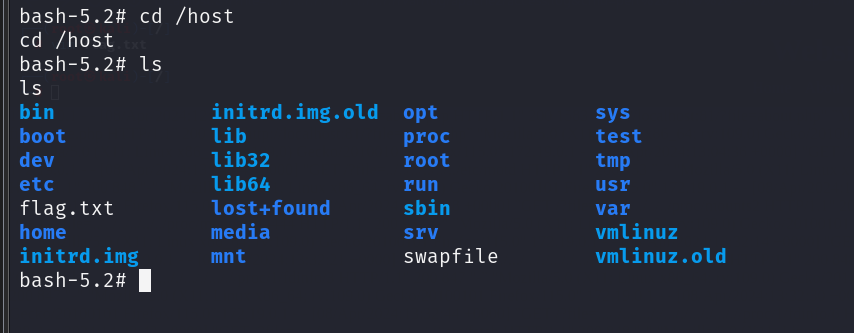 bash-5.2# cd /host
cd /host
bash-5.2# ls
ls
bin initrd.img.old opt sys
boot lib proc test
dev lib32 root tmp
etc lib64 run usr
flag.txt lost+found sbin var
home media srv vmlinuz
initrd.img mnt swapfile vmlinuz.old
bash-5.2#